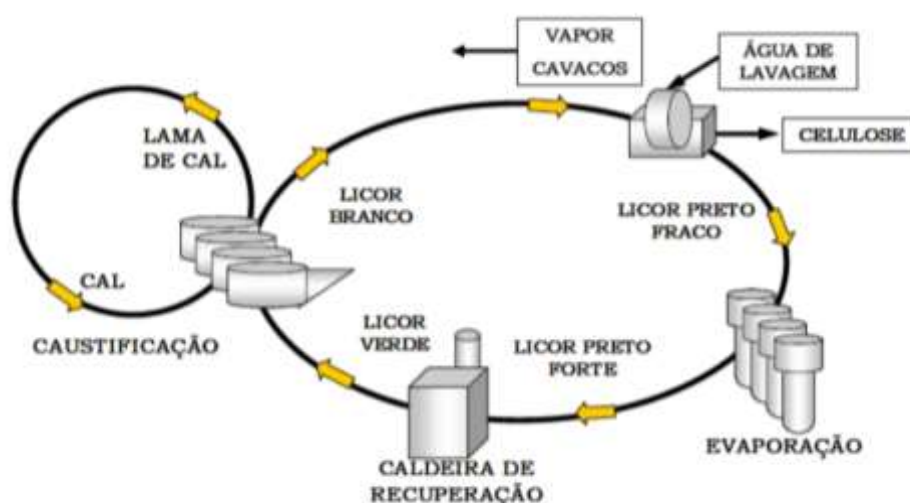 VAPOR
CAVACOS
ÁGUA DE
LAVAGEM
CELULOSE
LAMA
DE CAL
LICOR
BRANCO
LICOR PRETO
FRACO
CAL
CAUSTIFICAÇÃO
LICOR
VERDE
LICOR PRETO
FORTE
EVAPORAÇÃO
CALDEIRA DE
RECUPERAÇÃO